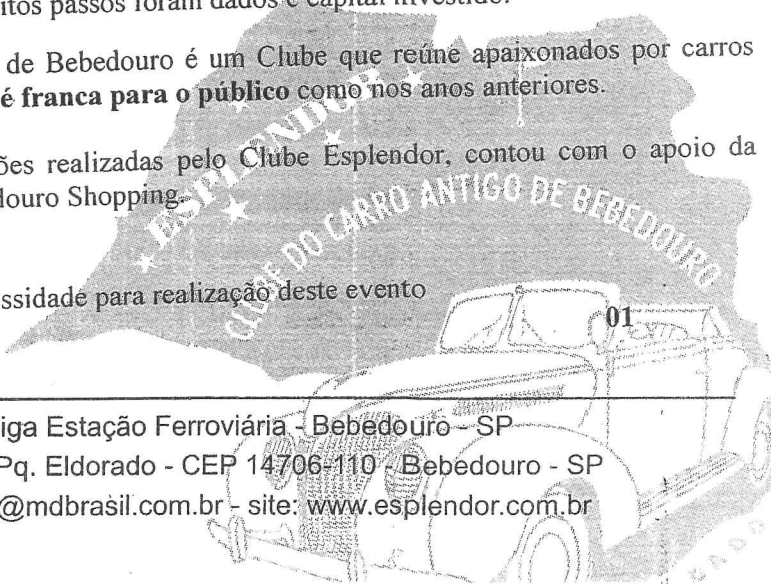 itos passos foram dados e capital investido.
de Bebedouro é um Clube que reúne apaixonados por carros
é franca para o público como nos anos anteriores.
ões realizadas pelo Clube Esplendor, contou com o apoio da
douro Shopping.
ESPLENDOR
CLUBE DO CARRO ANTIGO DE BEBEDOURO
essidade para realização deste evento
01
iga Estação Ferroviária - Bebedouro - SP
Pq. Eldorado - CEP 14706-110 - Bebedouro - SP
@mdbrasil.com.br - site: www.esplendor.com.br